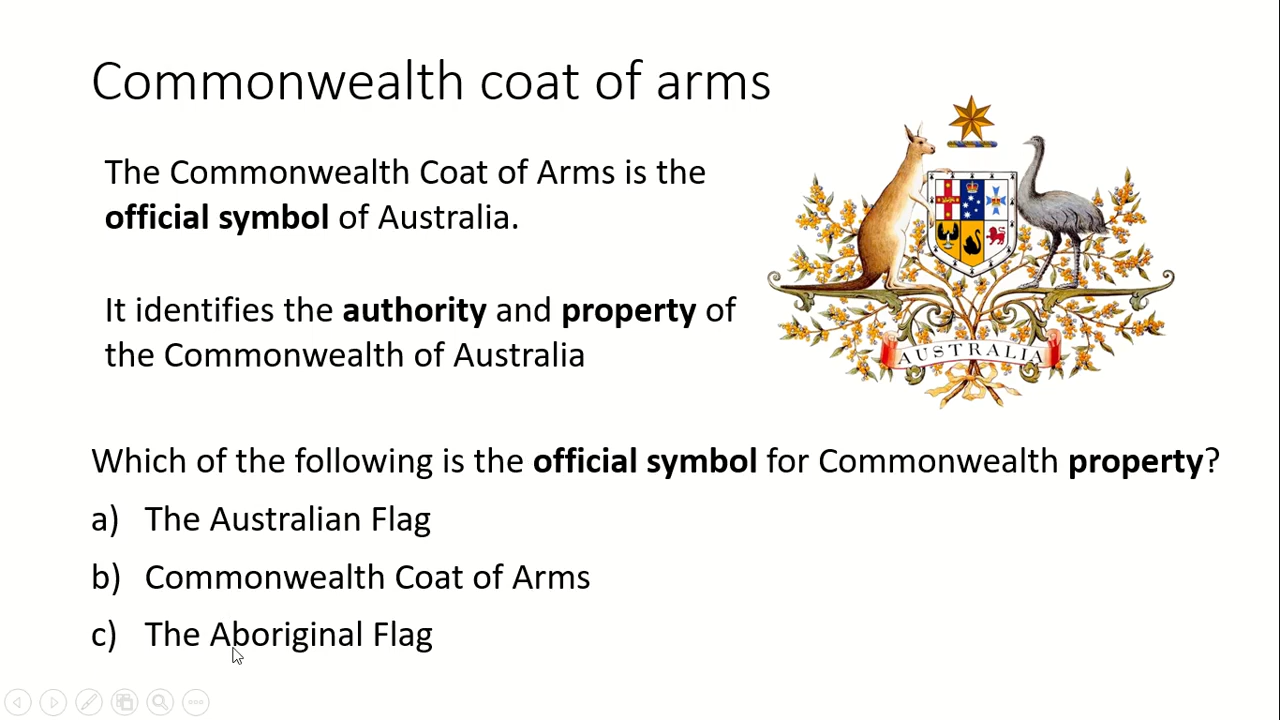 Commonwealth coat of arms
The Commonwealth Coat of Arms is the
official symbol of Australia.
It identifies the authority and property of
the Commonwealth of Australia
AUSTRALIA
Which of the following is the official symbol for Commonwealth property?
a) The Australian Flag
b) Commonwealth Coat of Arms
c) The Aboriginal Flag